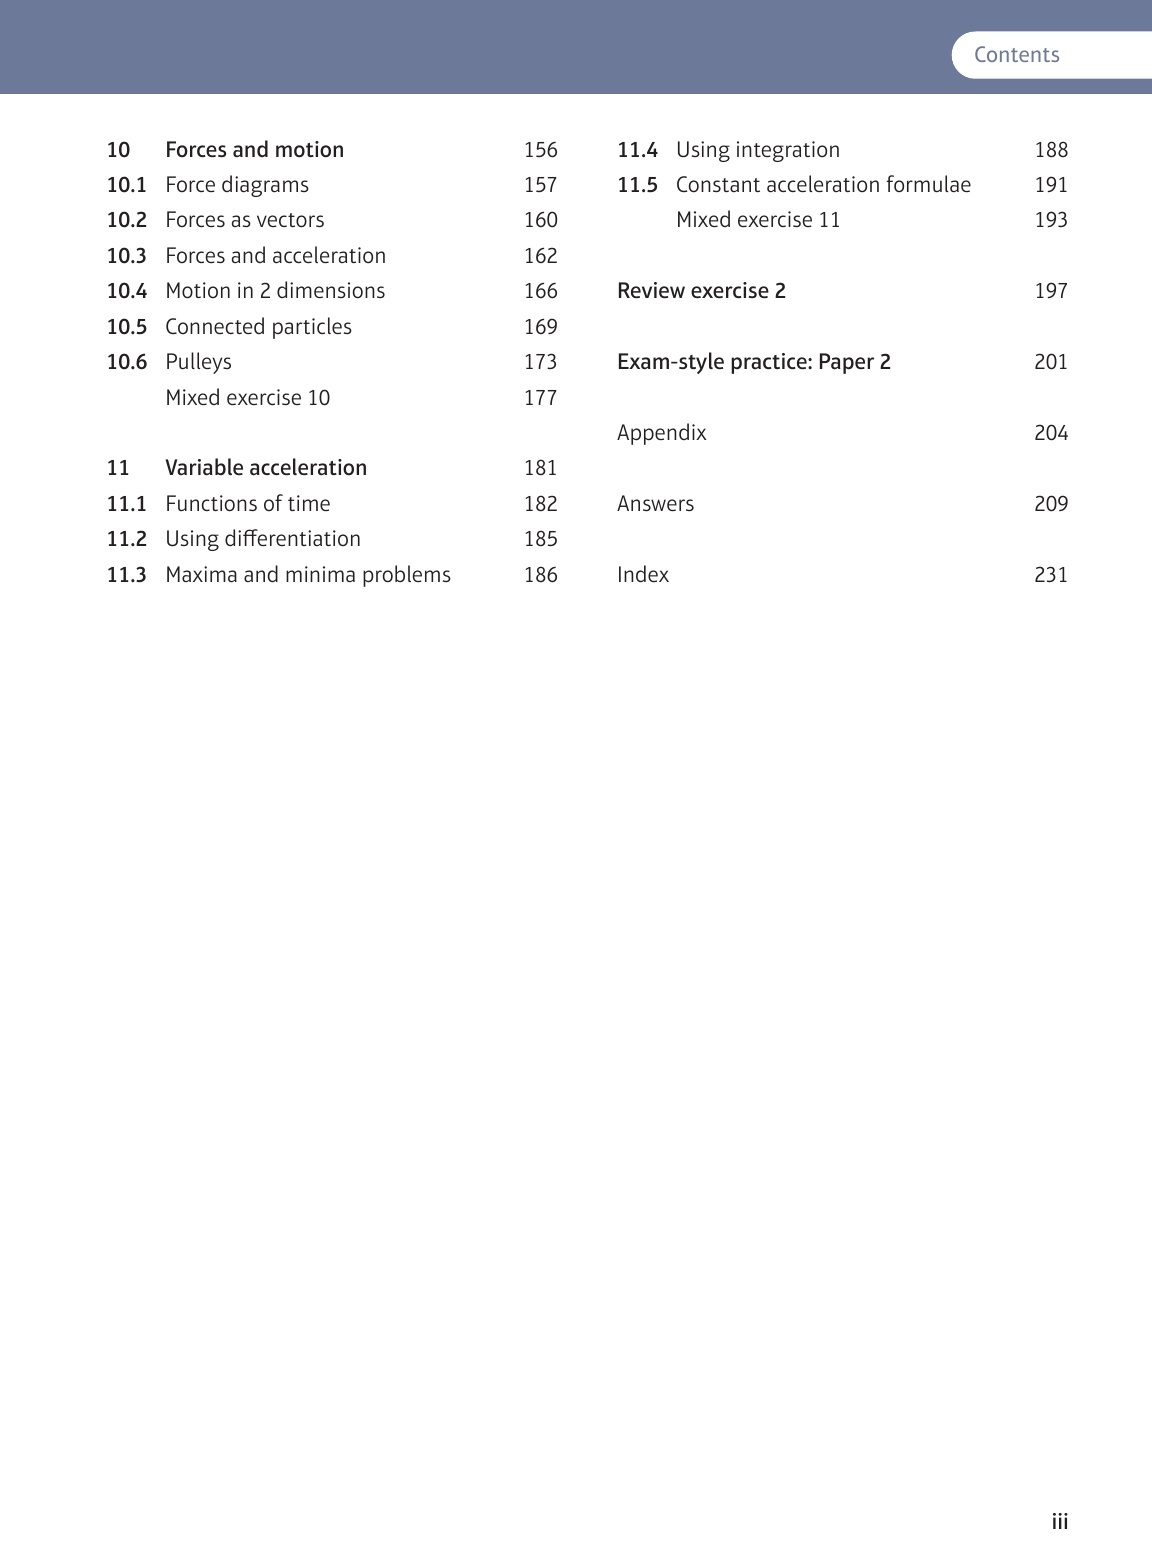 Contents
10 Forces and motion 156
10.1 Force diagrams 157
10.2 Forces as vectors 160
10.3 Forces and acceleration 162
10.4 Motion in 2 dimensions 166
10.5 Connected particles 169
10.6 Pulleys 173
Mixed exercise 10 177
11 Variable acceleration 181
11.1 Functions of time 182
11.2 Using differentiation 185
11.3 Maxima and minima problems 186
11.4 Using integration 188
11.5 Constant acceleration formulae 191
Mixed exercise 11 193
Review exercise 2 197
Exam-style practice: Paper 2 201
Appendix 204
Answers 209
Index 231
iii